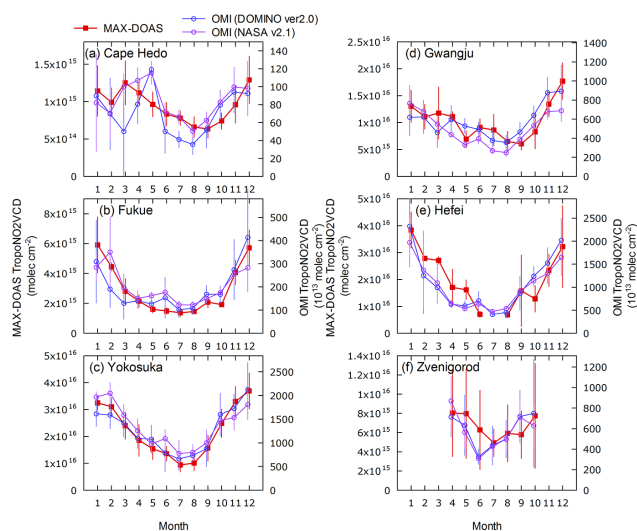 MAX-DOAS
OMI (DOMINO ver2.0)
OMI (NASA v2.1)
(a) Cape Hedo
1.5x10 15
1x10 15
5x10 14
0
120
100
80
60
40
20
0
1 2 3 4 5 6 7 8 9 10 11 12
(d) Gwangju
2.5x10 16
2x10 16
1.5x10 16
1x10 16
5x10 15
0
1400
1200
1000
800
600
400
200
0
1 2 3 4 5 6 7 8 9 10 11 12
MAX-DOAS TropoNO2VCD
(molec cm-2)
(b) Fukue
8x10 15
6x10 15
4x10 15
2x10 15
0
500
400
300
200
100
0
1 2 3 4 5 6 7 8 9 10 11 12
OMI TropoNO2VCD
(10 13 molec cm-2)
MAX-DOAS TropoNO2VCD
(molec cm-2)
(e) Hefei
5x10 16
4x10 16
3x10 16
2x10 16
1x10 16
0
2500
2000
1500
1000
500
0
1 2 3 4 5 6 7 8 9 10 11 12
OMI TropoNO2VCD
(10 13 molec cm-2)
(c) Yokosuka
5x10 16
4x10 16
3x10 16
2x10 16
1x10 16
0
2500
2000
1500
1000
500
0
1 2 3 4 5 6 7 8 9 10 11 12
Month
(f) Zvenigorod
1.4x10 16
1.2x10 16
1x10 16
8x10 15
6x10 15
4x10 15
2x10 15
0
1200
1000
800
600
400
200
0
1 2 3 4 5 6 7 8 9 10 11 12
Month